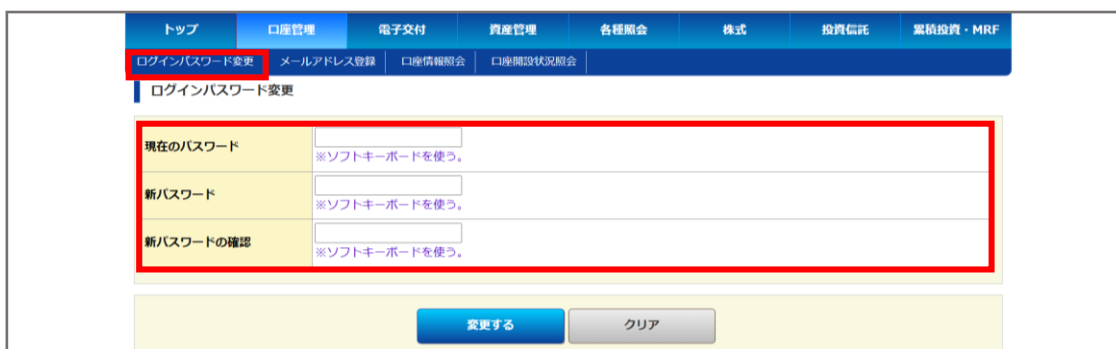 トップ 口座管理 電子交付 資産管理 各種照会 株式 投資信託 累積投資・MRF
ログインパスワード変更 メールアドレス登録 口座情報照会 口座開設状況照会
ログインパスワード変更
現在のパスワード
※ソフトキーボードを使う。
新パスワード
※ソフトキーボードを使う。
新パスワードの確認
※ソフトキーボードを使う。
変更する クリア